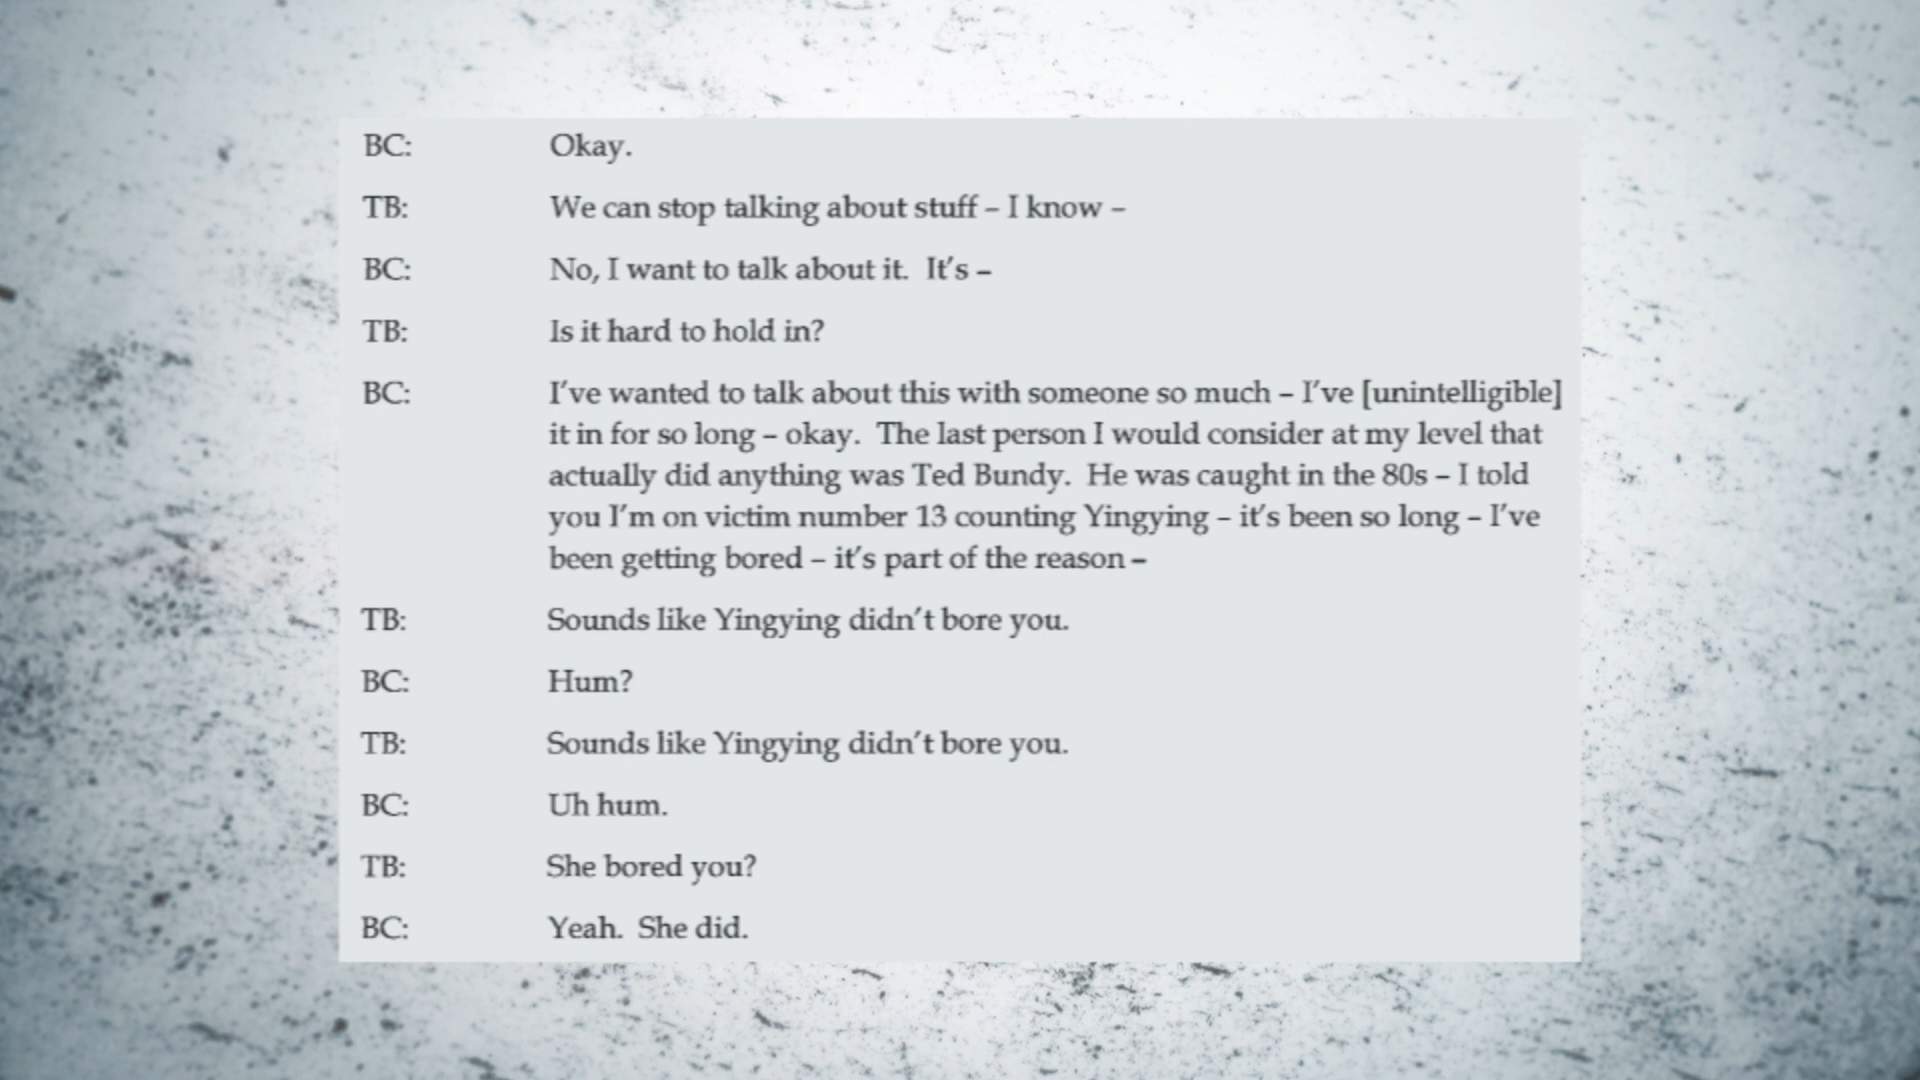 BC: Okay.
TB: We can stop talking about stuff – I know –
BC: No, I want to talk about it.  It's –
TB: Is it hard to hold in?
BC: I've wanted to talk about this with someone so much – I've [unintelligible]
it in for so long – okay.  The last person I would consider at my level that
actually did anything was Ted Bundy.  He was caught in the 80s – I told
you I'm on victim number 13 counting Yingying – it's been so long – I've
been getting bored – it's part of the reason –
TB: Sounds like Yingying didn't bore you.
BC: Hum?
TB: Sounds like Yingying didn't bore you.
BC: Uh hum.
TB: She bored you?
BC: Yeah.  She did.